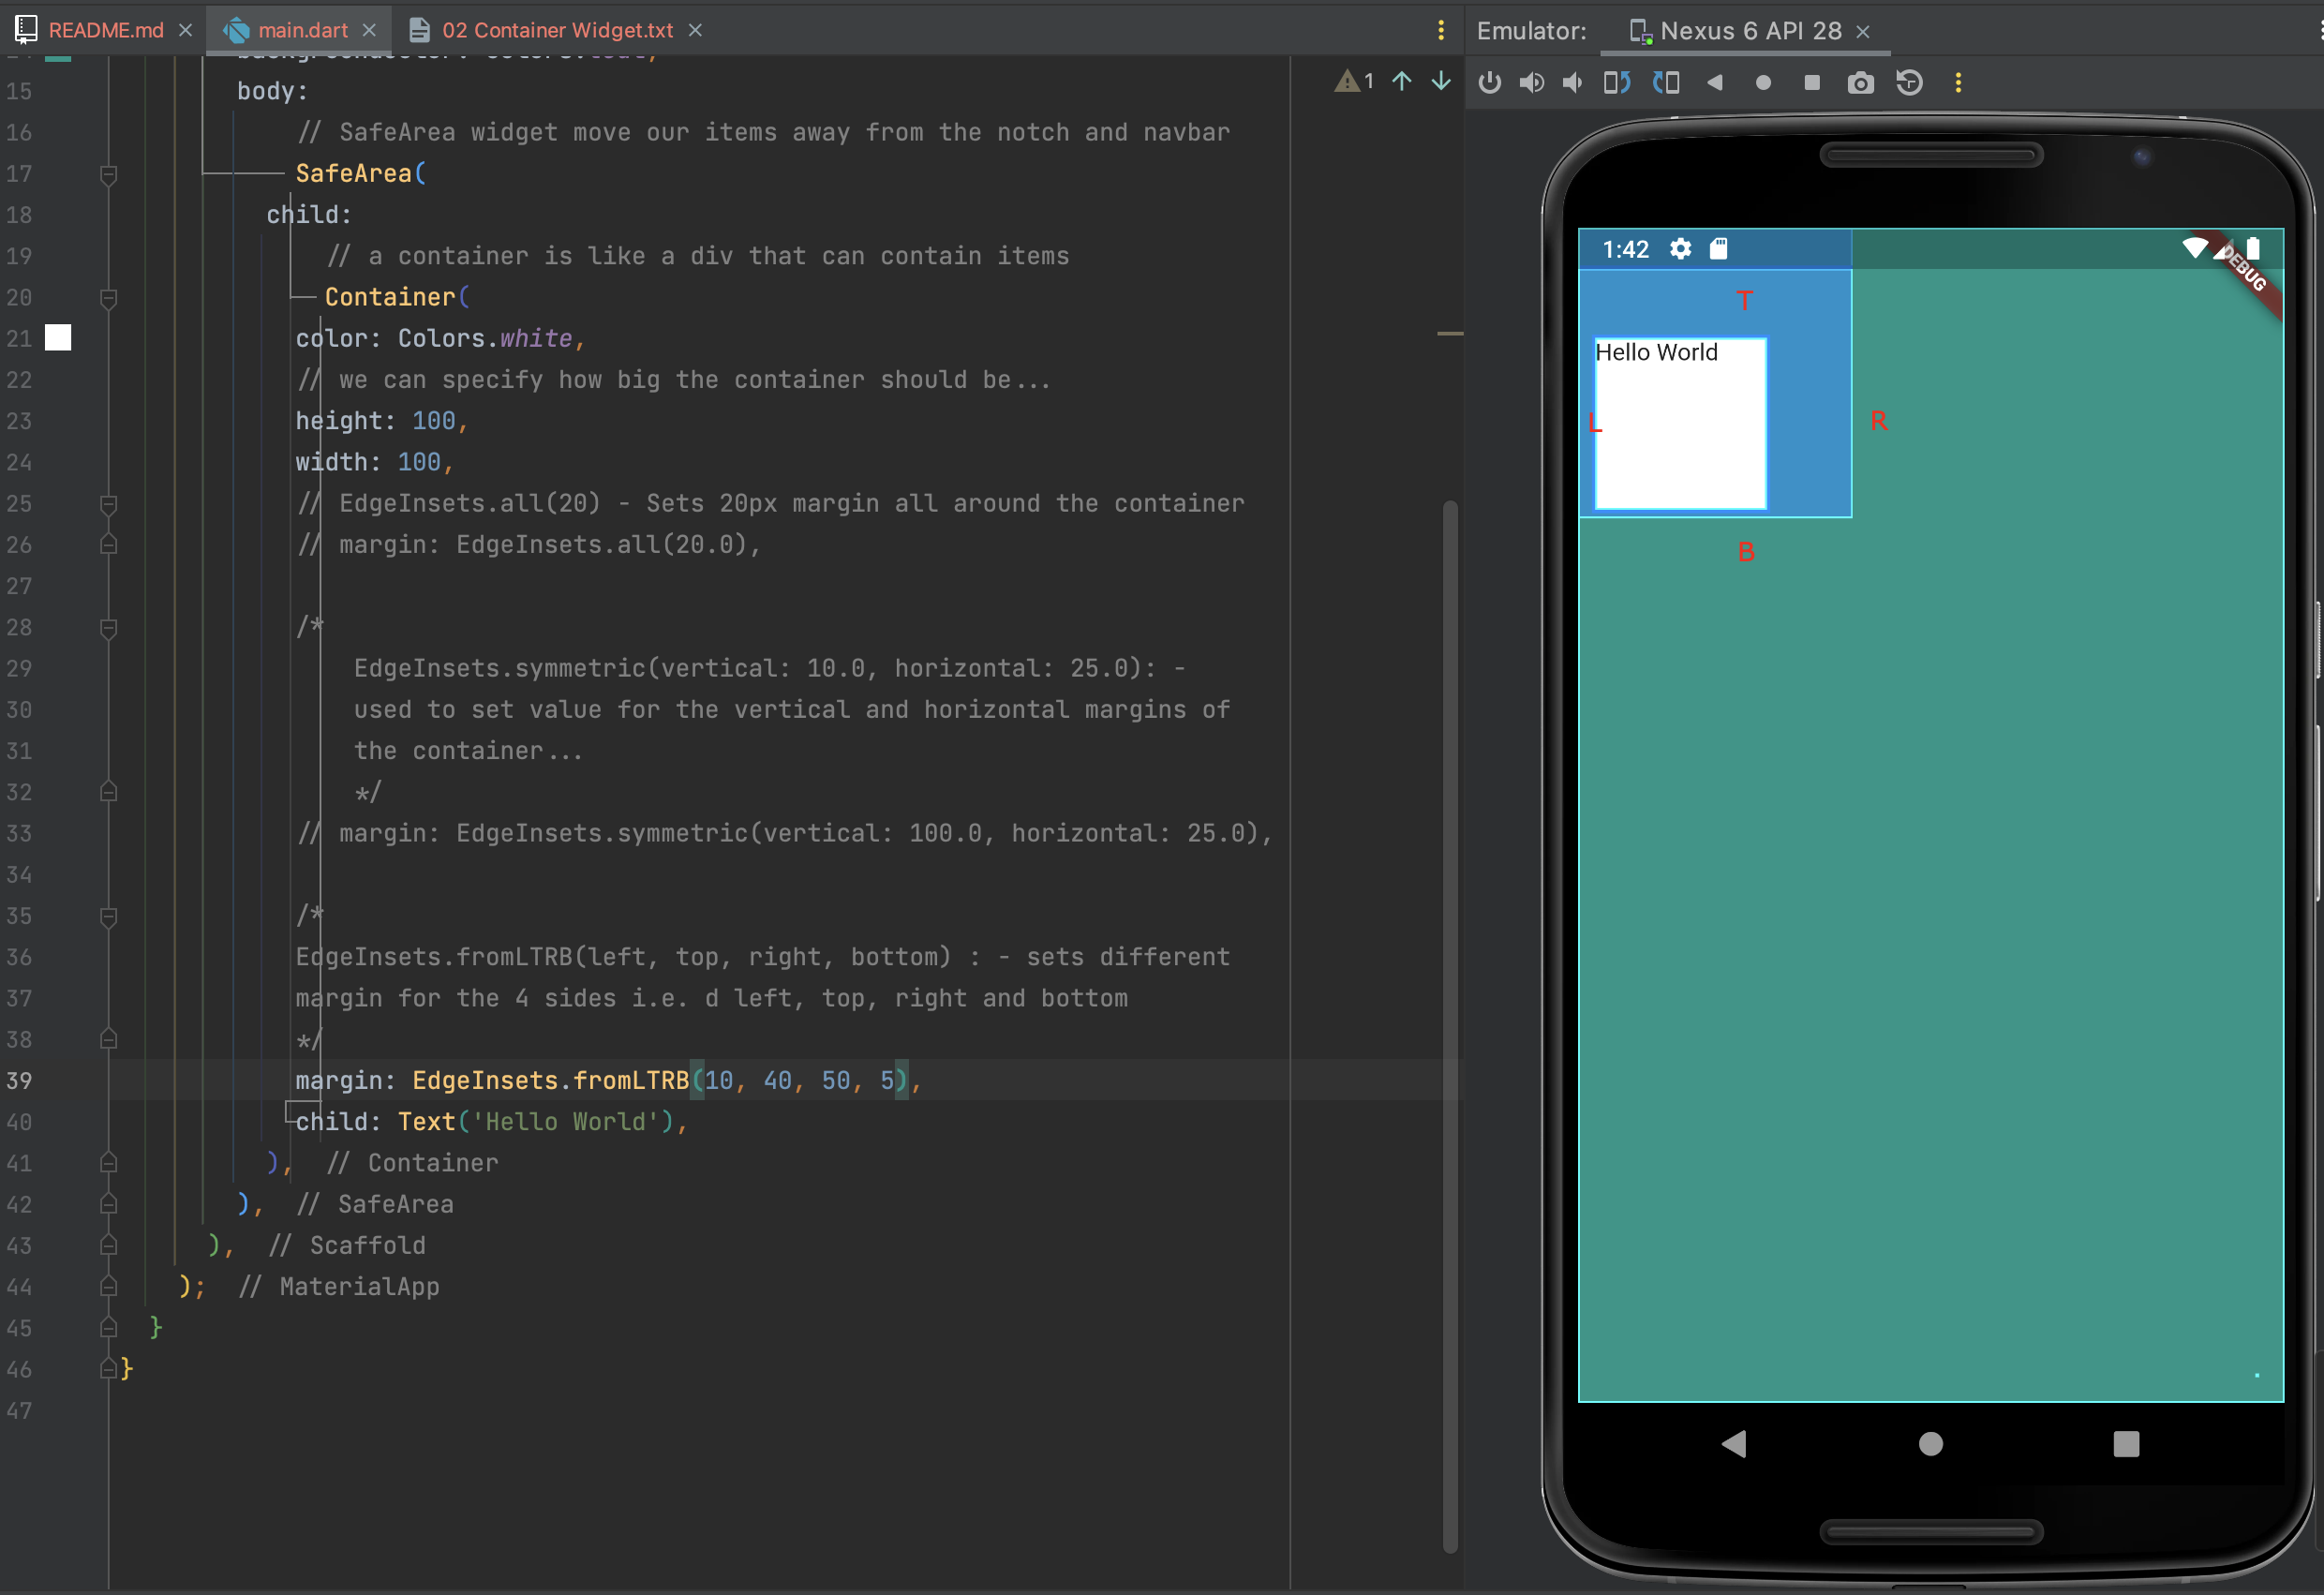 README.md
main.dart
02 Container Widget.txt
Emulator:
Nexus 6 API 28
1
15 body:
16 // SafeArea widget move our items away from the notch and navbar
17 SafeArea(
18 child:
19 // a container is like a div that can contain items
20 Container(
21 color: Colors.white,
22 // we can specify how big the container should be...
23 height: 100,
24 width: 100,
25 // EdgeInsets.all(20) - Sets 20px margin all around the container
26 // margin: EdgeInsets.all(20.0),
27
28 /*
29 EdgeInsets.symmetric(vertical: 10.0, horizontal: 25.0): -
30 used to set value for the vertical and horizontal margins of
31 the container...
32 */
33 // margin: EdgeInsets.symmetric(vertical: 100.0, horizontal: 25.0),
34
35 /*
36 EdgeInsets.fromLTRB(left, top, right, bottom) : - sets different
37 margin for the 4 sides i.e. d left, top, right and bottom
38 */
39 margin: EdgeInsets.fromLTRB(10, 40, 50, 5),
40 child: Text('Hello World'),
41 ), // Container
42 ), // SafeArea
43 ), // Scaffold
44 ); // MaterialApp
45 }
46 }
47
1:42
DEBUG
T
Hello World
L
R
B